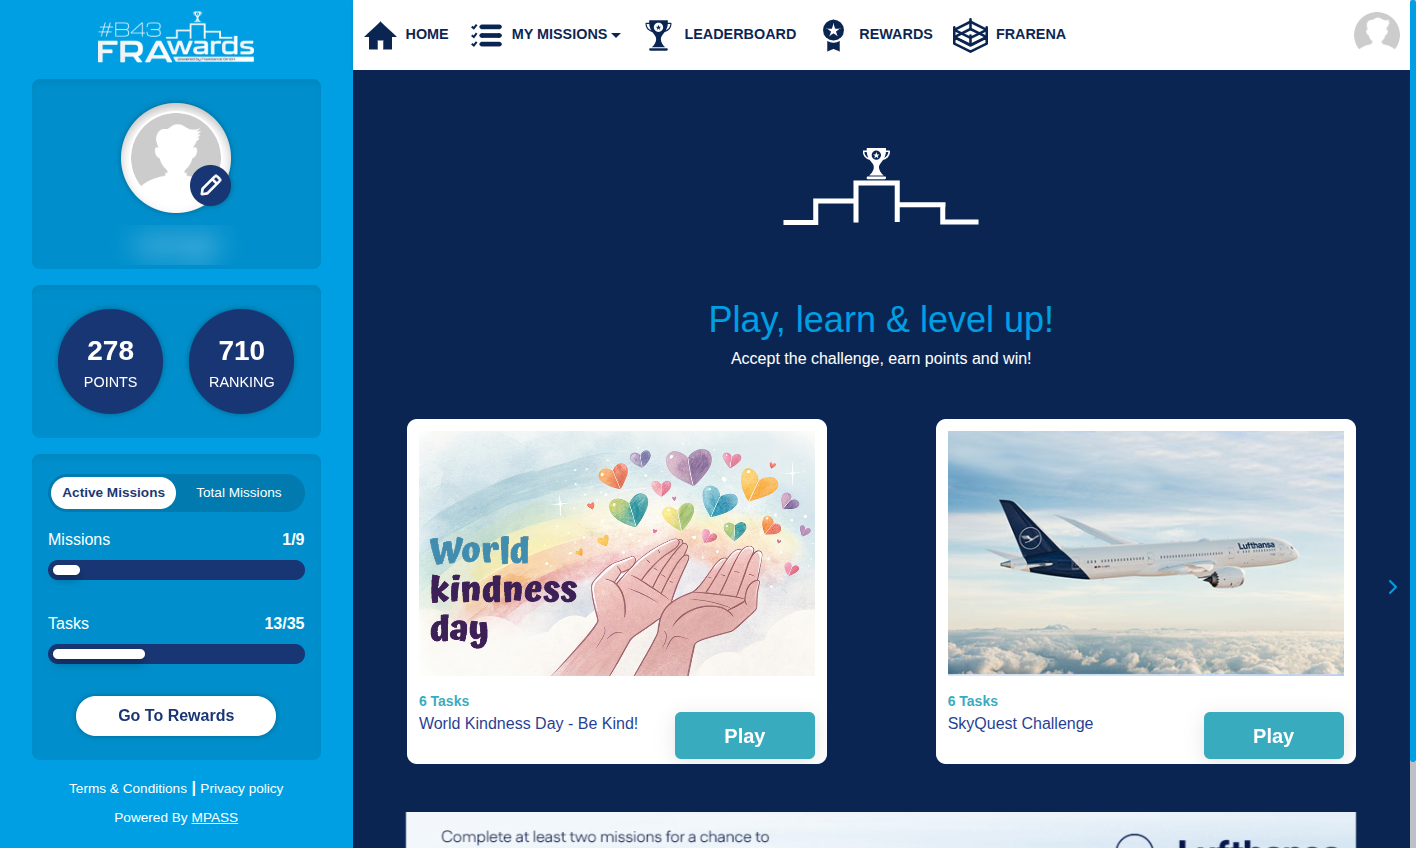 #B43
FRAwards
HOME
MY MISSIONS
LEADERBOARD
REWARDS
FRARENA
278
POINTS
710
RANKING
Active Missions
Total Missions
Missions
1/9
Tasks
13/35
Go To Rewards
Terms & Conditions | Privacy policy
Powered By MPASS
Play, learn & level up!
Accept the challenge, earn points and win!
World
kindness
day
6 Tasks
World Kindness Day - Be Kind!
Play
Lufthansa
6 Tasks
SkyQuest Challenge
Play
Complete at least two missions for a chance to
Lufthansa